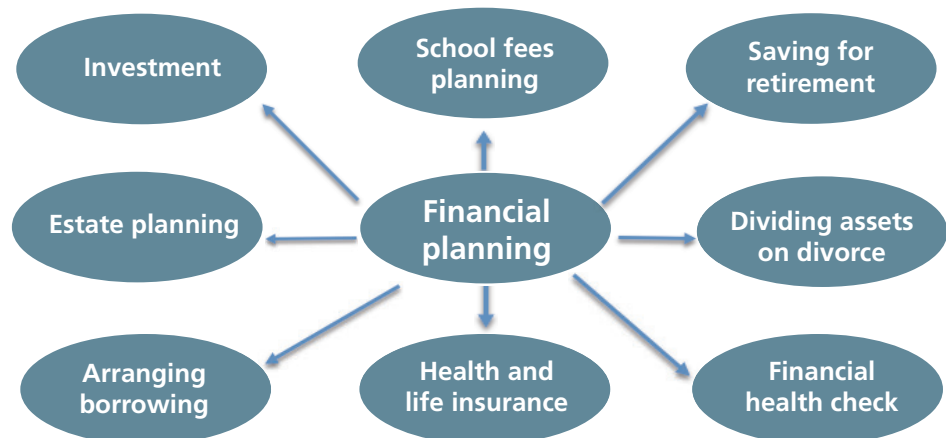 Investment
School fees
planning
Saving for
retirement
Estate planning
Financial
planning
Dividing assets
on divorce
Arranging
borrowing
Health and
life insurance
Financial
health check